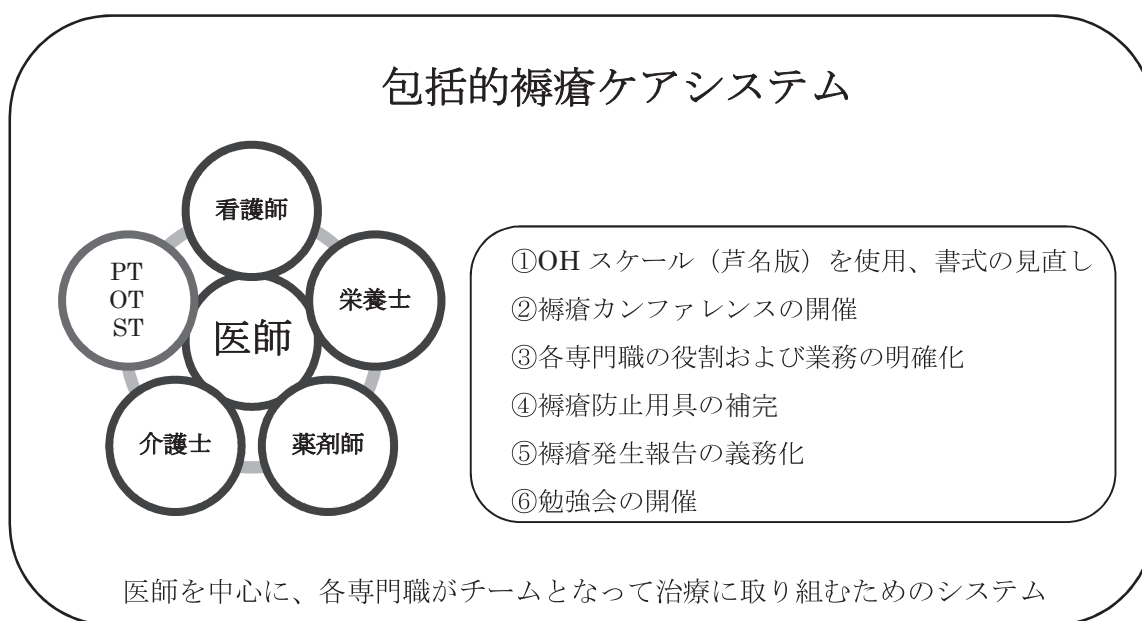 包括的褥瘡ケアシステム
看護師
PT
OT
ST
栄養士
医師
介護士
薬剤師
①OH スケール（芦名版）を使用、書式の見直し
②褥瘡カンファレンスの開催
③各専門職の役割および業務の明確化
④褥瘡防止用具の補完
⑤褥瘡発生報告の義務化
⑥勉強会の開催
医師を中心に、各専門職がチームとなって治療に取り組むためのシステム